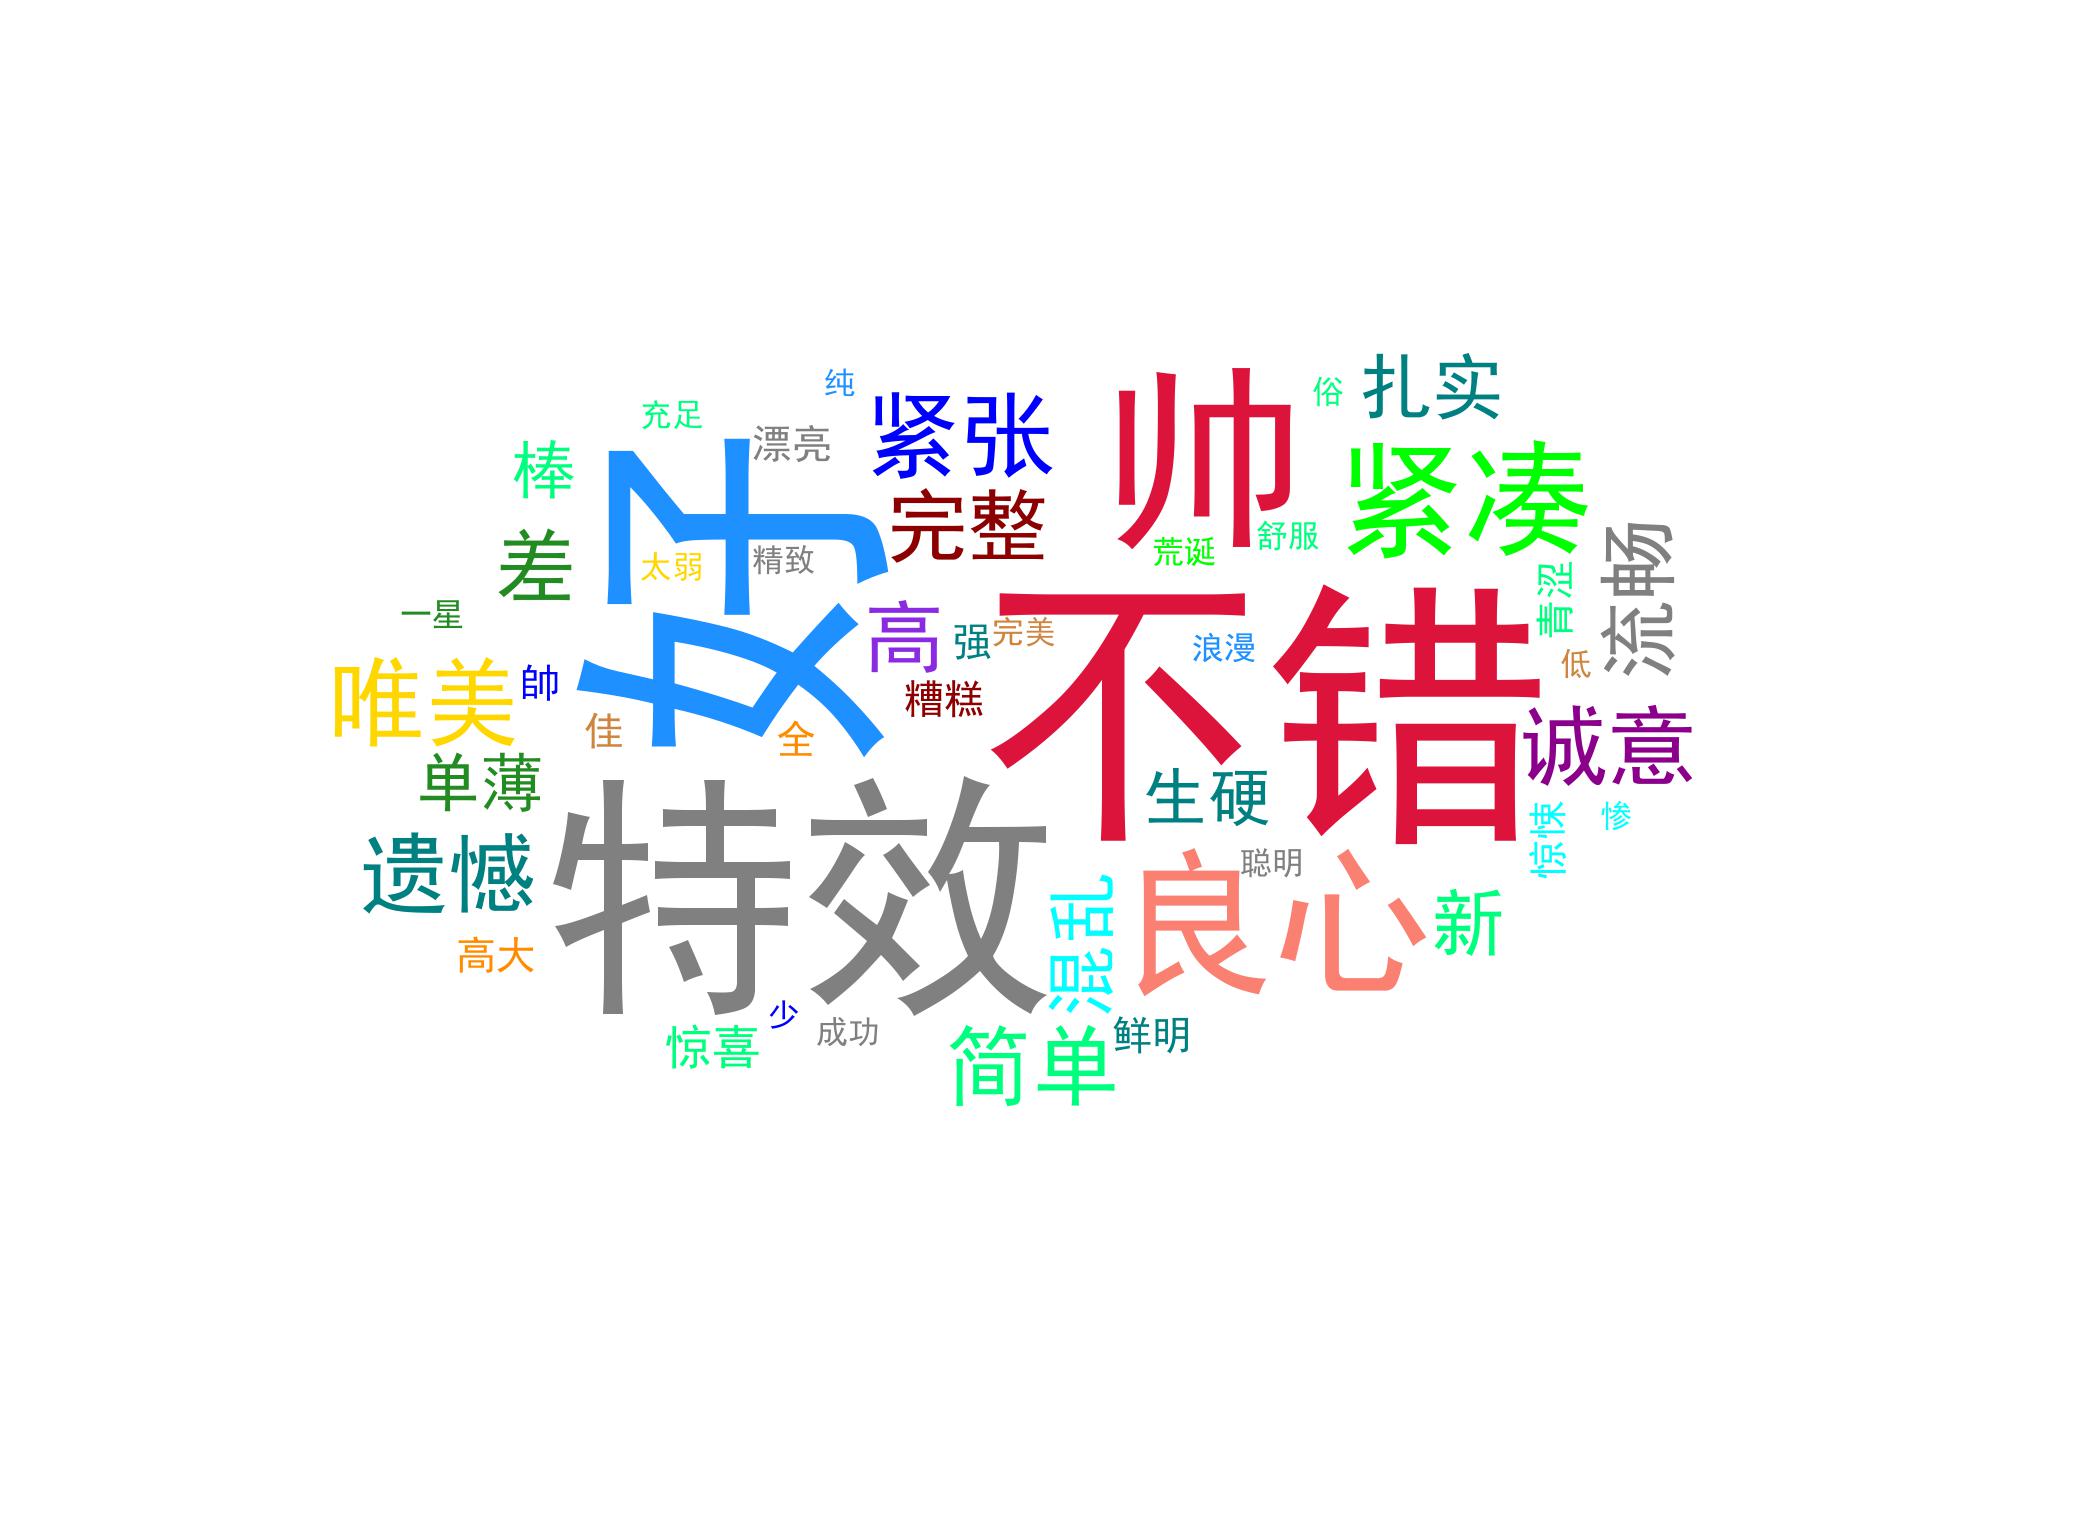 扎实
帅
纯
俗
紧张
充足
漂亮
棒
好
紧凑
完整
舒服
荒诞
流畅
差
太弱
精致
青涩
一星
高
强
完美
不错
浪漫
低
唯美
帥
糟糕
佳
全
诚意
单薄
生硬
特效
惨
惊悚
遗憾
聪明
良心
新
混乱
高大
少
成功
惊喜
简单
鲜明